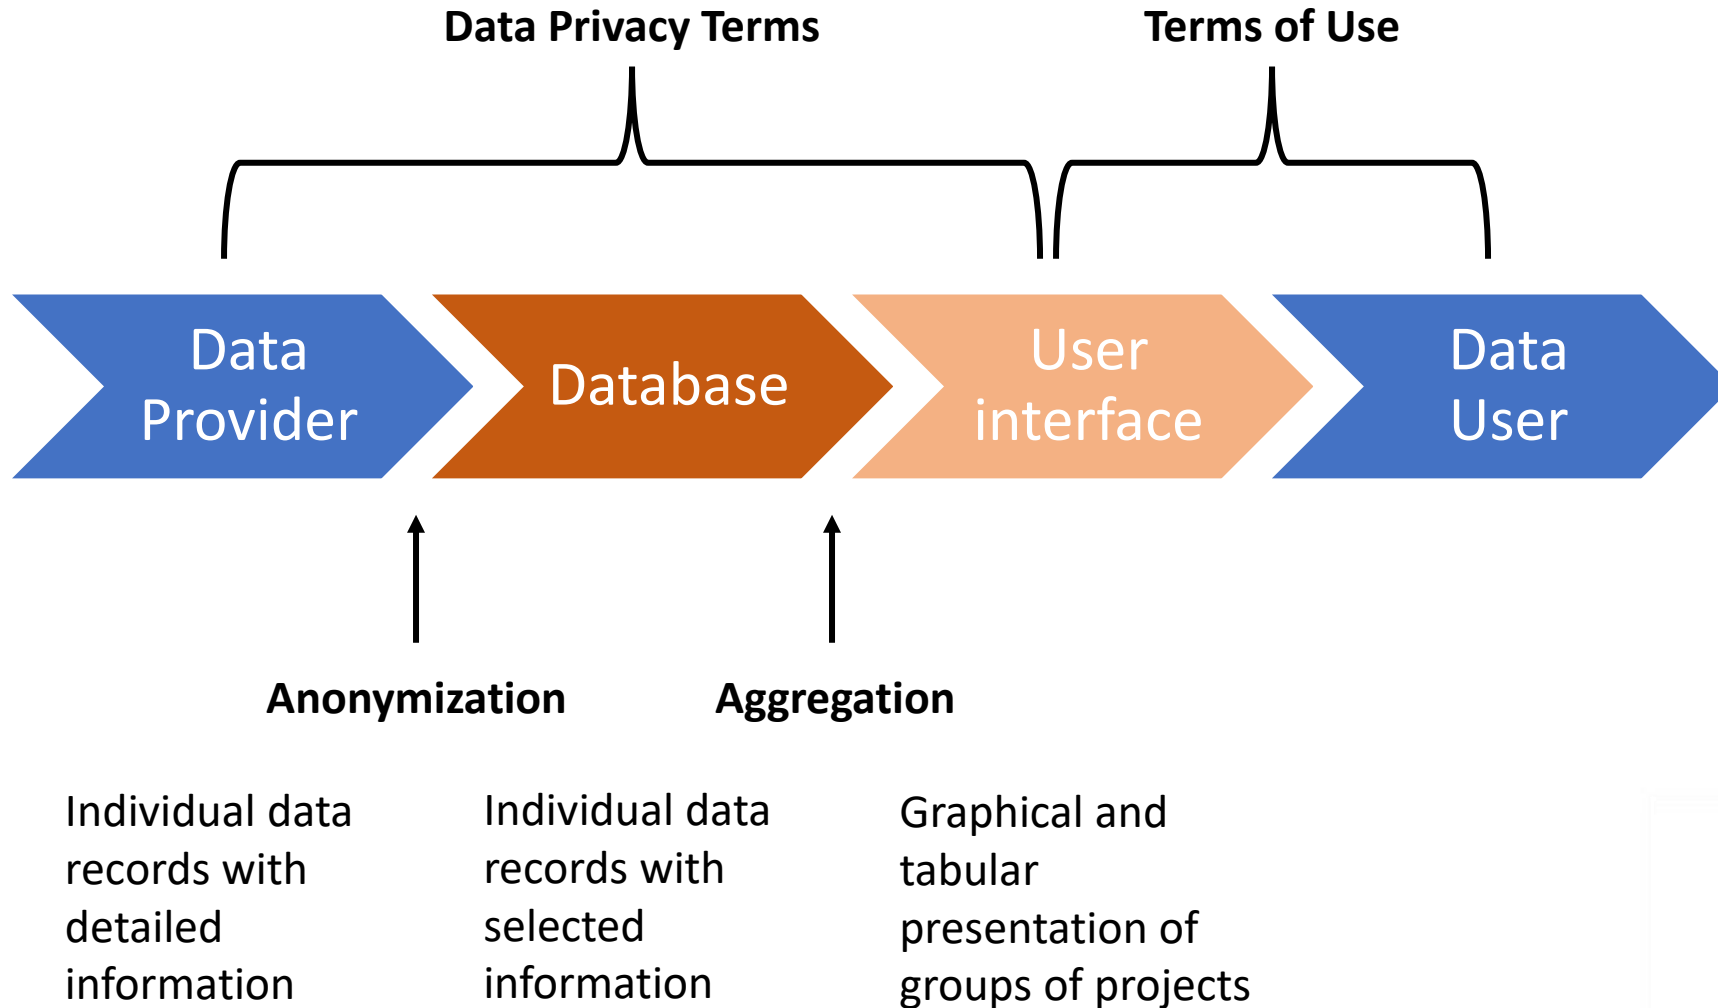 Data Privacy Terms
Terms of Use
Data
Provider
Database
User
interface
Data
User
Anonymization
Aggregation
Individual data
records with
detailed
information
Individual data
records with
selected
information
Graphical and
tabular
presentation of
groups of projects